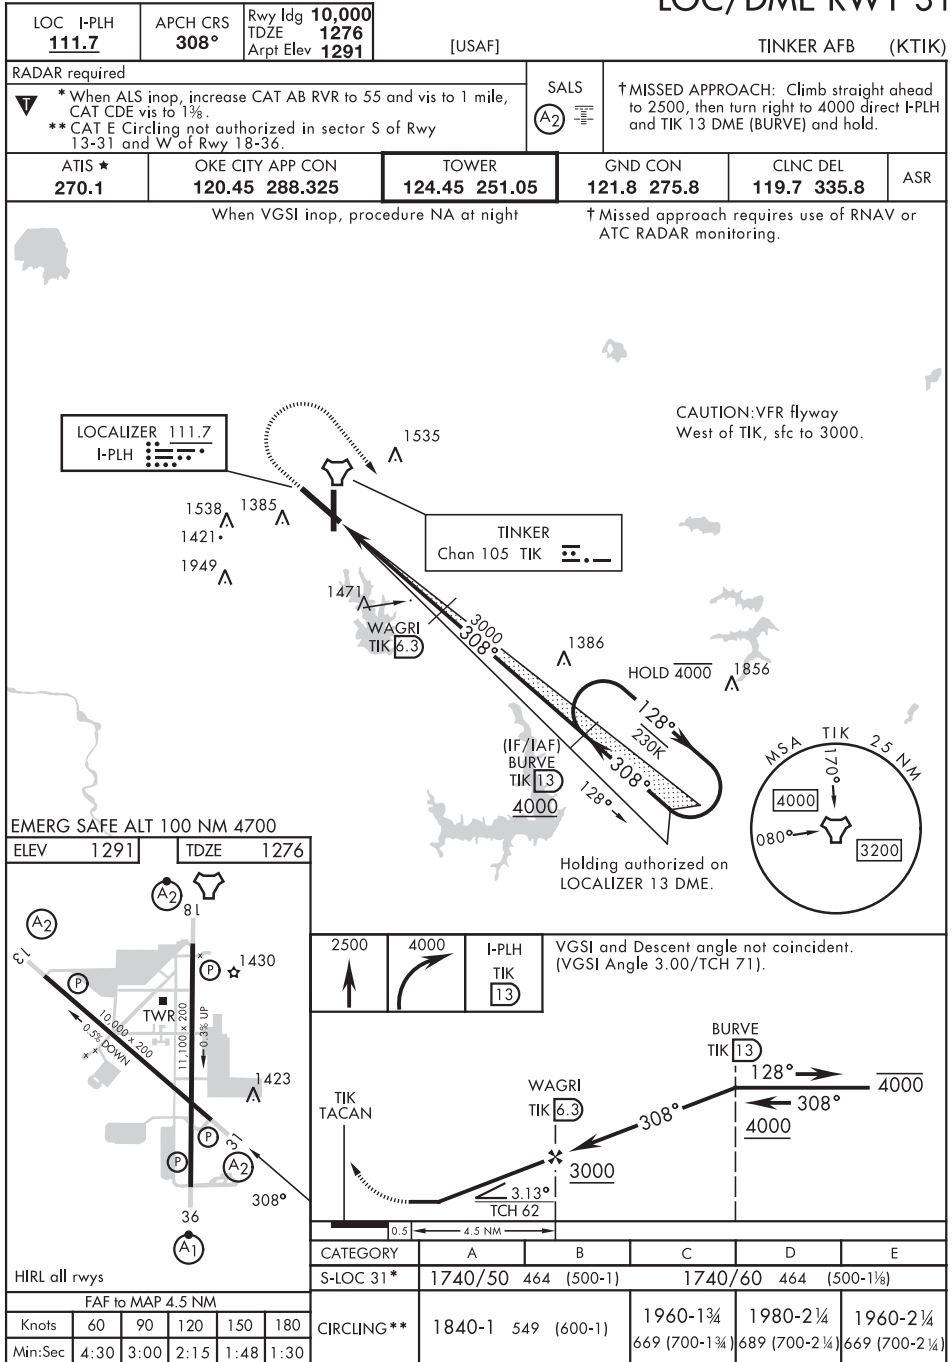 LOC/DME RWY 31
LOC I-PLH
111.7
APCH CRS
308°
Rwy ldg 10,000
TDZE 1276
Arpt Elev 1291
[USAF]
TINKER AFB (KTIK)
RADAR required
T
* When ALS inop, increase CAT AB RVR to 55 and vis to 1 mile,
CAT CDE vis to 1⅜.
** CAT E Circling not authorized in sector S of Rwy
13-31 and W of Rwy 18-36.
SALS
A2
† MISSED APPROACH: Climb straight ahead
to 2500, then turn right to 4000 direct I-PLH
and TIK 13 DME (BURVE) and hold.
ATIS ★
270.1
OKE CITY APP CON
120.45 288.325
TOWER
124.45 251.05
GND CON
121.8 275.8
CLNC DEL
119.7 335.8
ASR
When VGSI inop, procedure NA at night
† Missed approach requires use of RNAV or
ATC RADAR monitoring.
CAUTION: VFR flyway
West of TIK, sfc to 3000.
LOCALIZER 111.7
I-PLH
1535
1538
1385
1421
1949
TINKER
Chan 105 TIK
1471
WAGRI
TIK 6.3
3000
308°
1386
HOLD 4000
1856
128°
230K
308°
(IF/IAF)
BURVE
TIK 13
4000
128°
Holding authorized on
LOCALIZER 13 DME.
MSA TIK 25 NM
170°
4000
080°
3200
EMERG SAFE ALT 100 NM 4700
ELEV 1291
TDZE 1276
A2
A2
18
13
P
P
1430
TWR
10,000 x 200
0.5% DOWN
11,100 x 200
0.3% UP
1423
P
P
31
A2
308°
36
A1
HIRL all rwys
FAF to MAP 4.5 NM
Knots 60 90 120 150 180
Min:Sec 4:30 3:00 2:15 1:48 1:30
2500
4000
I-PLH
TIK
13
VGSI and Descent angle not coincident.
(VGSI Angle 3.00/TCH 71).
BURVE
TIK 13
128°
4000
308°
4000
WAGRI
TIK 6.3
308°
3000
TIK
TACAN
3.13°
TCH 62
0.5
4.5 NM
CATEGORY A B C D E
S-LOC 31* 1740/50 464 (500-1) 1740/60 464 (500-1⅛)
CIRCLING** 1840-1 549 (600-1)
1960-1¾
669 (700-1¾)
1980-2¼
689 (700-2¼)
1960-2¼
669 (700-2¼)